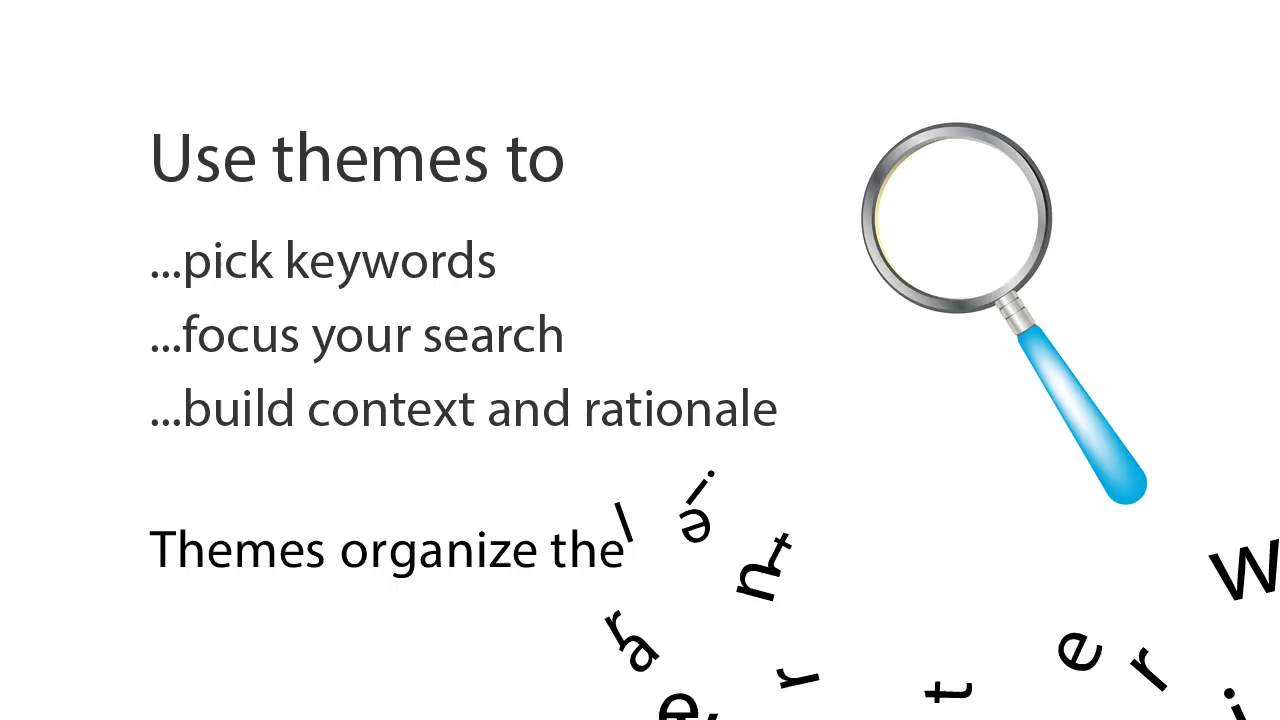 Use themes to
...pick keywords
...focus your search
...build context and rationale
Themes organize the